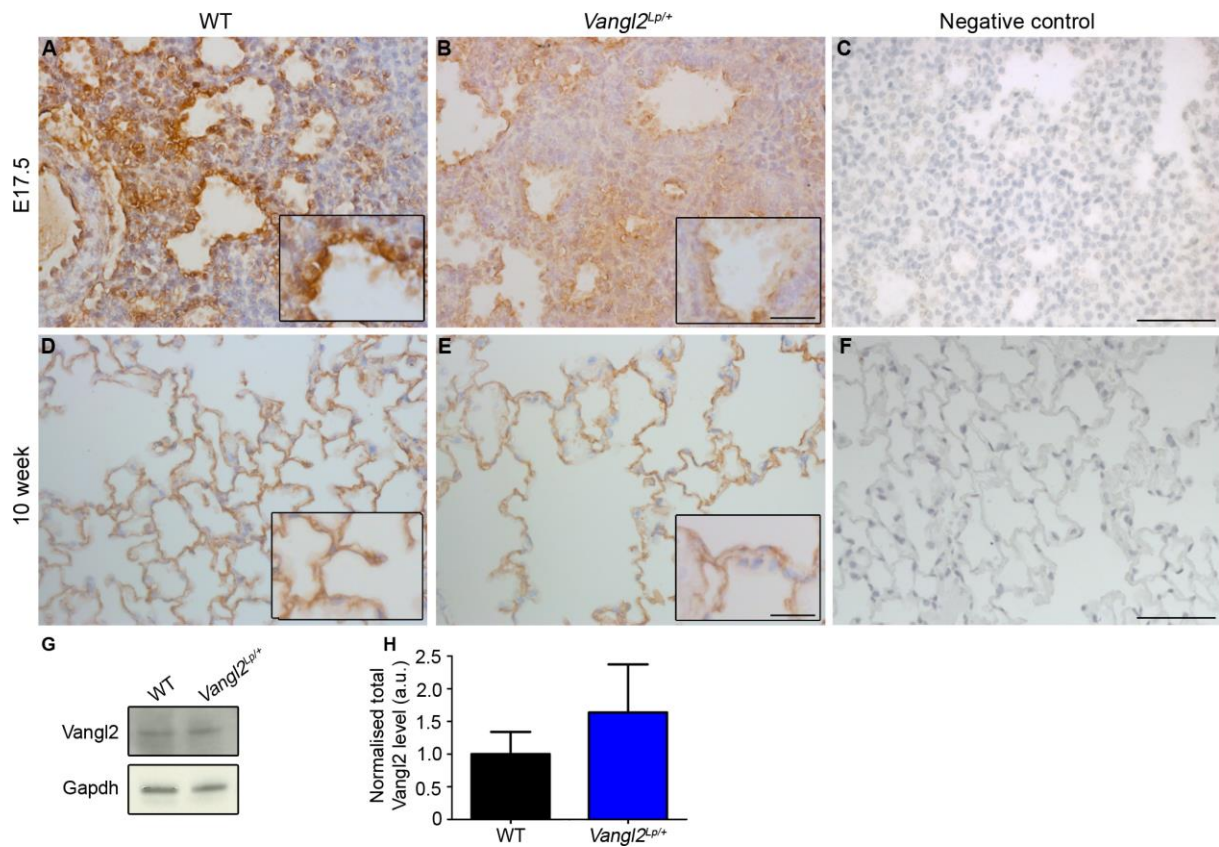 WT
Vangl2Lp/+
Negative control
E17.5
A
B
C
10 week
D
E
F
G
WT
Vangl2Lp/+
Vangl2
Gapdh
H
Normalised total
Vangl2 level (a.u.)
2.5
2.0
1.5
1.0
0.5
0
WT
Vangl2Lp/+